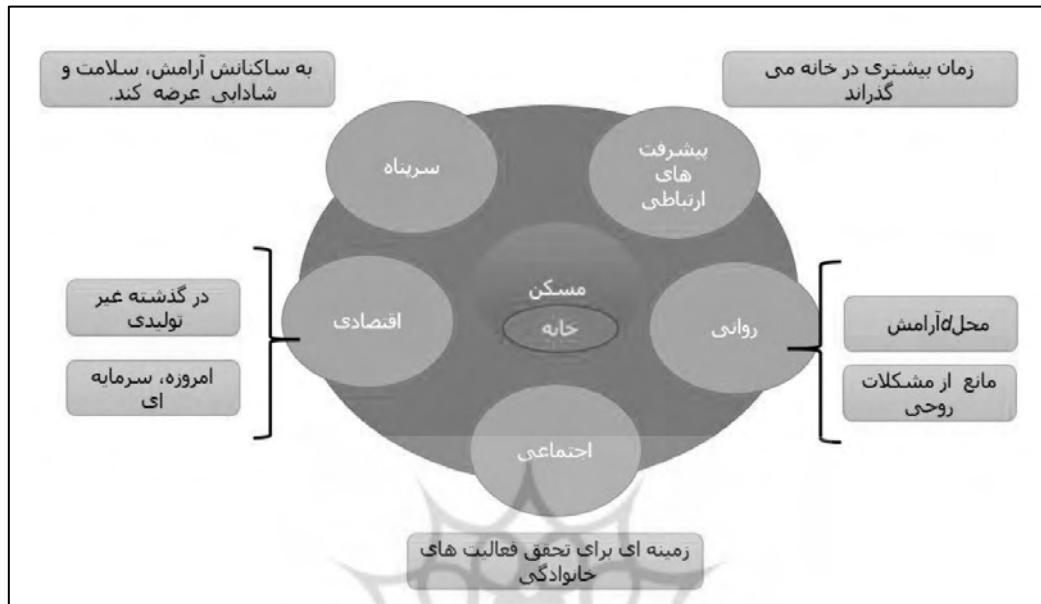 زمان بیشتری در خانه می
گذراند
به ساکنانش آرامش، سلامت و
شادابی عرضه کند.
پیشرفت
های
ارتباطی
سرپناه
مسکن
خانه
روانی
محلdآرامش
مانع از مشکلات
روحی
اقتصادی
در گذشته غیر
تولیدی
امروزه، سرمایه
ای
اجتماعی
زمینه ای برای تحقق فعالیت های
خانوادگی